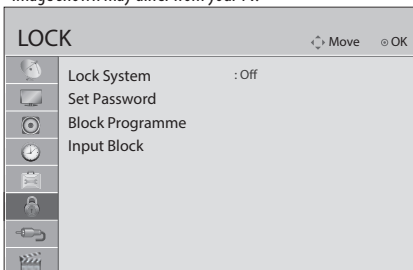 LOCK Move OK
Lock System : Off
Set Password
Block Programme
Input Block